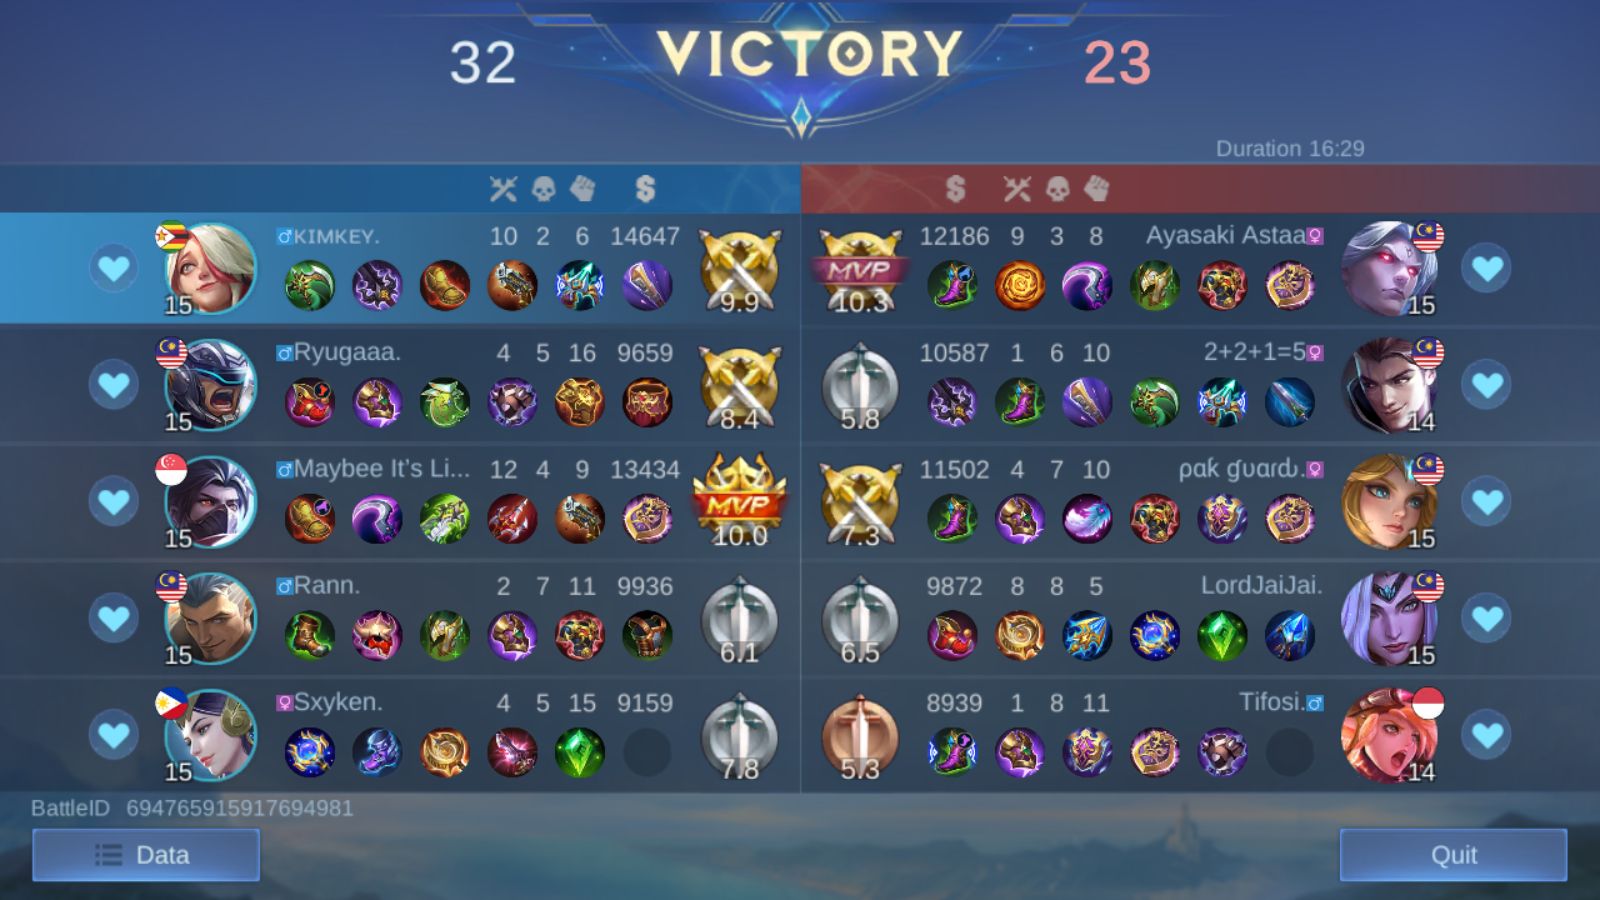 32 VICTORY 23
Duration 16:29
KIMKEY. 10 2 6 14647
15 9.9
12186 9 3 8 Ayasaki Astaa
MVP 10.3 15
Ryugaaa. 4 5 16 9659
15 8.4
10587 1 6 10 2+2+1=5
5.8 14
Maybee It's Li... 12 4 9 13434
15 MVP 10.0
11502 4 7 10 ραƙ ɠυαrԃ.
7.3 15
Rann. 2 7 11 9936
15 6.1
9872 8 8 5 LordJaiJai.
6.5 15
Sxyken. 4 5 15 9159
15 7.8
8939 1 8 11 Tifosi.
5.3 14
BattleID 694765915917694981
Data
Quit